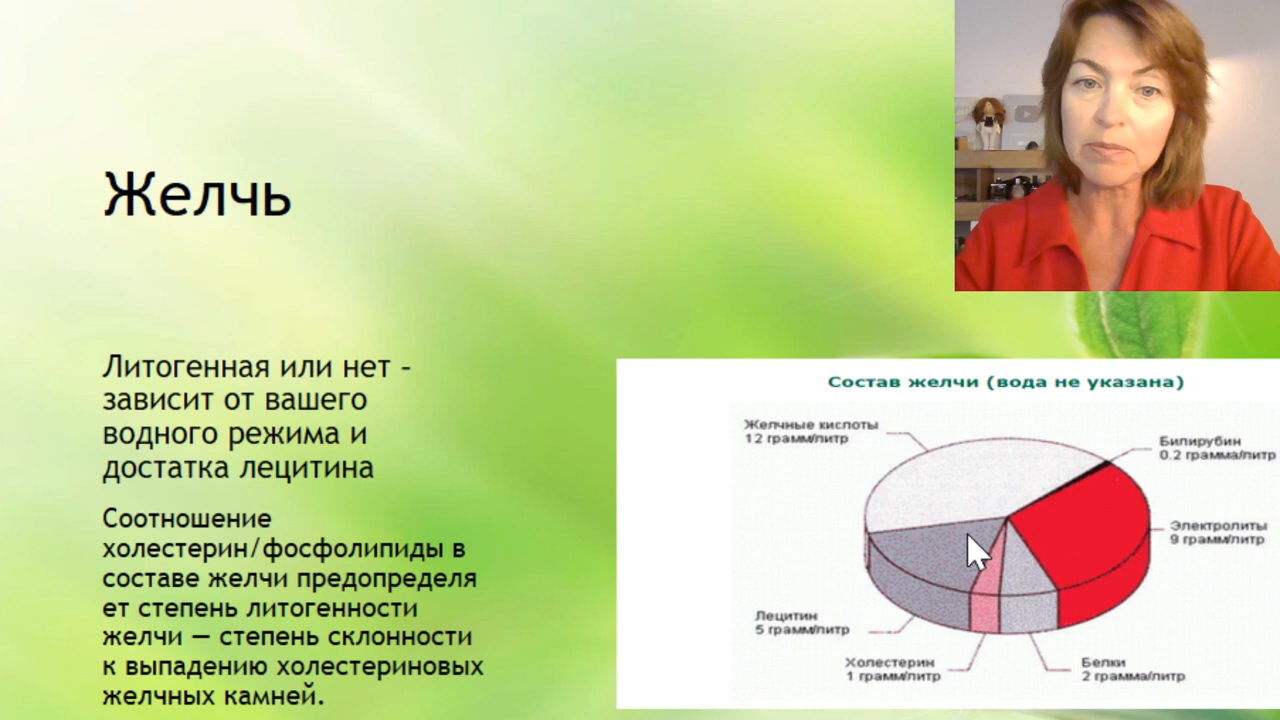 Желчь
Литогенная или нет –
зависит от вашего
водного режима и
достатка лецитина
Соотношение
холестерин/фосфолипиды в
составе желчи предопределя
ет степень литогенности
желчи — степень склонности
к выпадению холестериновых
желчных камней.
Состав желчи (вода не указана)
Желчные кислоты
12 грамм/литр
Билирубин
0.2 грамма/литр
Электролиты
9 грамм/литр
Лецитин
5 грамм/литр
Холестерин
1 грамм/литр
Белки
2 грамма/литр